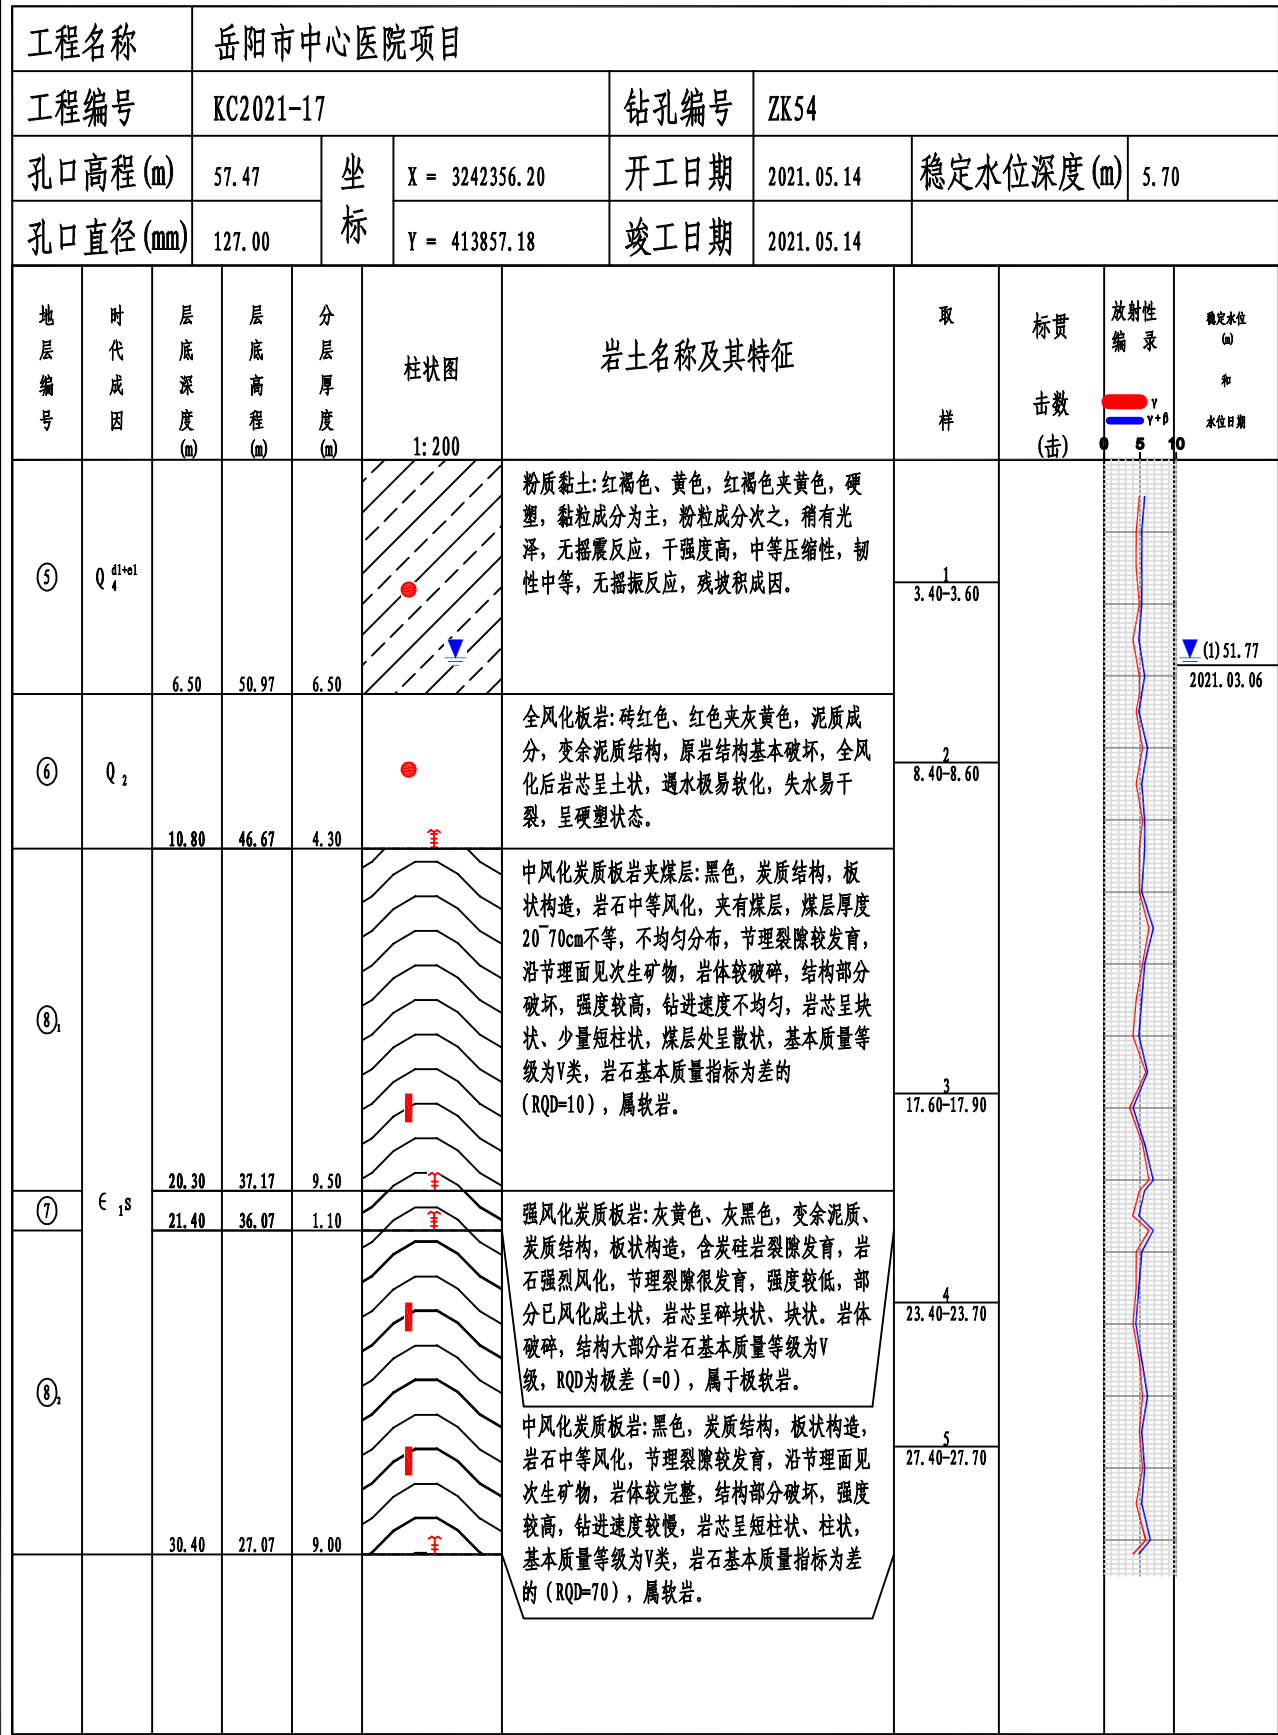 工程名称 岳阳市中心医院项目
工程编号 KC2021-17 钻孔编号 ZK54
孔口高程(m) 57.47 坐标 X = 3242356.20 开工日期 2021.05.14 稳定水位深度(m) 5.70
孔口直径(mm) 127.00 Y = 413857.18 竣工日期 2021.05.14
地层编号 时代成因 层底深度(m) 层底高程(m) 分层厚度(m) 柱状图 1:200 岩土名称及其特征 取样 标贯击数(击) 放射性编录 稳定水位(m)和水位日期
γ
γ+β
0 5 10
粉质黏土:红褐色、黄色，红褐色夹黄色，硬
塑，黏粒成分为主，粉粒成分次之，稍有光
泽，无摇震反应，干强度高，中等压缩性，韧
性中等，无摇振反应，残坡积成因。
⑤ Q 4 dl+el
1
3.40-3.60
(1)51.77
2021.03.06
6.50 50.97 6.50
全风化板岩:砖红色、红色夹灰黄色，泥质成
分，变余泥质结构，原岩结构基本破坏，全风
化后岩芯呈土状，遇水极易软化，失水易干
裂，呈硬塑状态。
⑥ Q 2
2
8.40-8.60
10.80 46.67 4.30
中风化炭质板岩夹煤层:黑色，炭质结构，板
状构造，岩石中等风化，夹有煤层，煤层厚度
20~70cm不等，不均匀分布，节理裂隙较发育，
沿节理面见次生矿物，岩体较破碎，结构部分
破坏，强度较高，钻进速度不均匀，岩芯呈块
状、少量短柱状，煤层处呈散状，基本质量等
级为V类，岩石基本质量指标为差的
(RQD=10)，属软岩。
⑧1
3
17.60-17.90
20.30 37.17 9.50
⑦ ∈ 1s
21.40 36.07 1.10
强风化炭质板岩:灰黄色、灰黑色，变余泥质、
炭质结构，板状构造，含炭硅岩裂隙发育，岩
石强烈风化，节理裂隙很发育，强度较低，部
分已风化成土状，岩芯呈碎块状、块状。岩体
破碎，结构大部分岩石基本质量等级为V
级，RQD为极差(=0)，属于极软岩。
4
23.40-23.70
⑧2
中风化炭质板岩:黑色，炭质结构，板状构造，
岩石中等风化，节理裂隙较发育，沿节理面见
次生矿物，岩体较完整，结构部分破坏，强度
较高，钻进速度较慢，岩芯呈短柱状、柱状，
基本质量等级为V类，岩石基本质量指标为差
的(RQD=70)，属软岩。
5
27.40-27.70
30.40 27.07 9.00